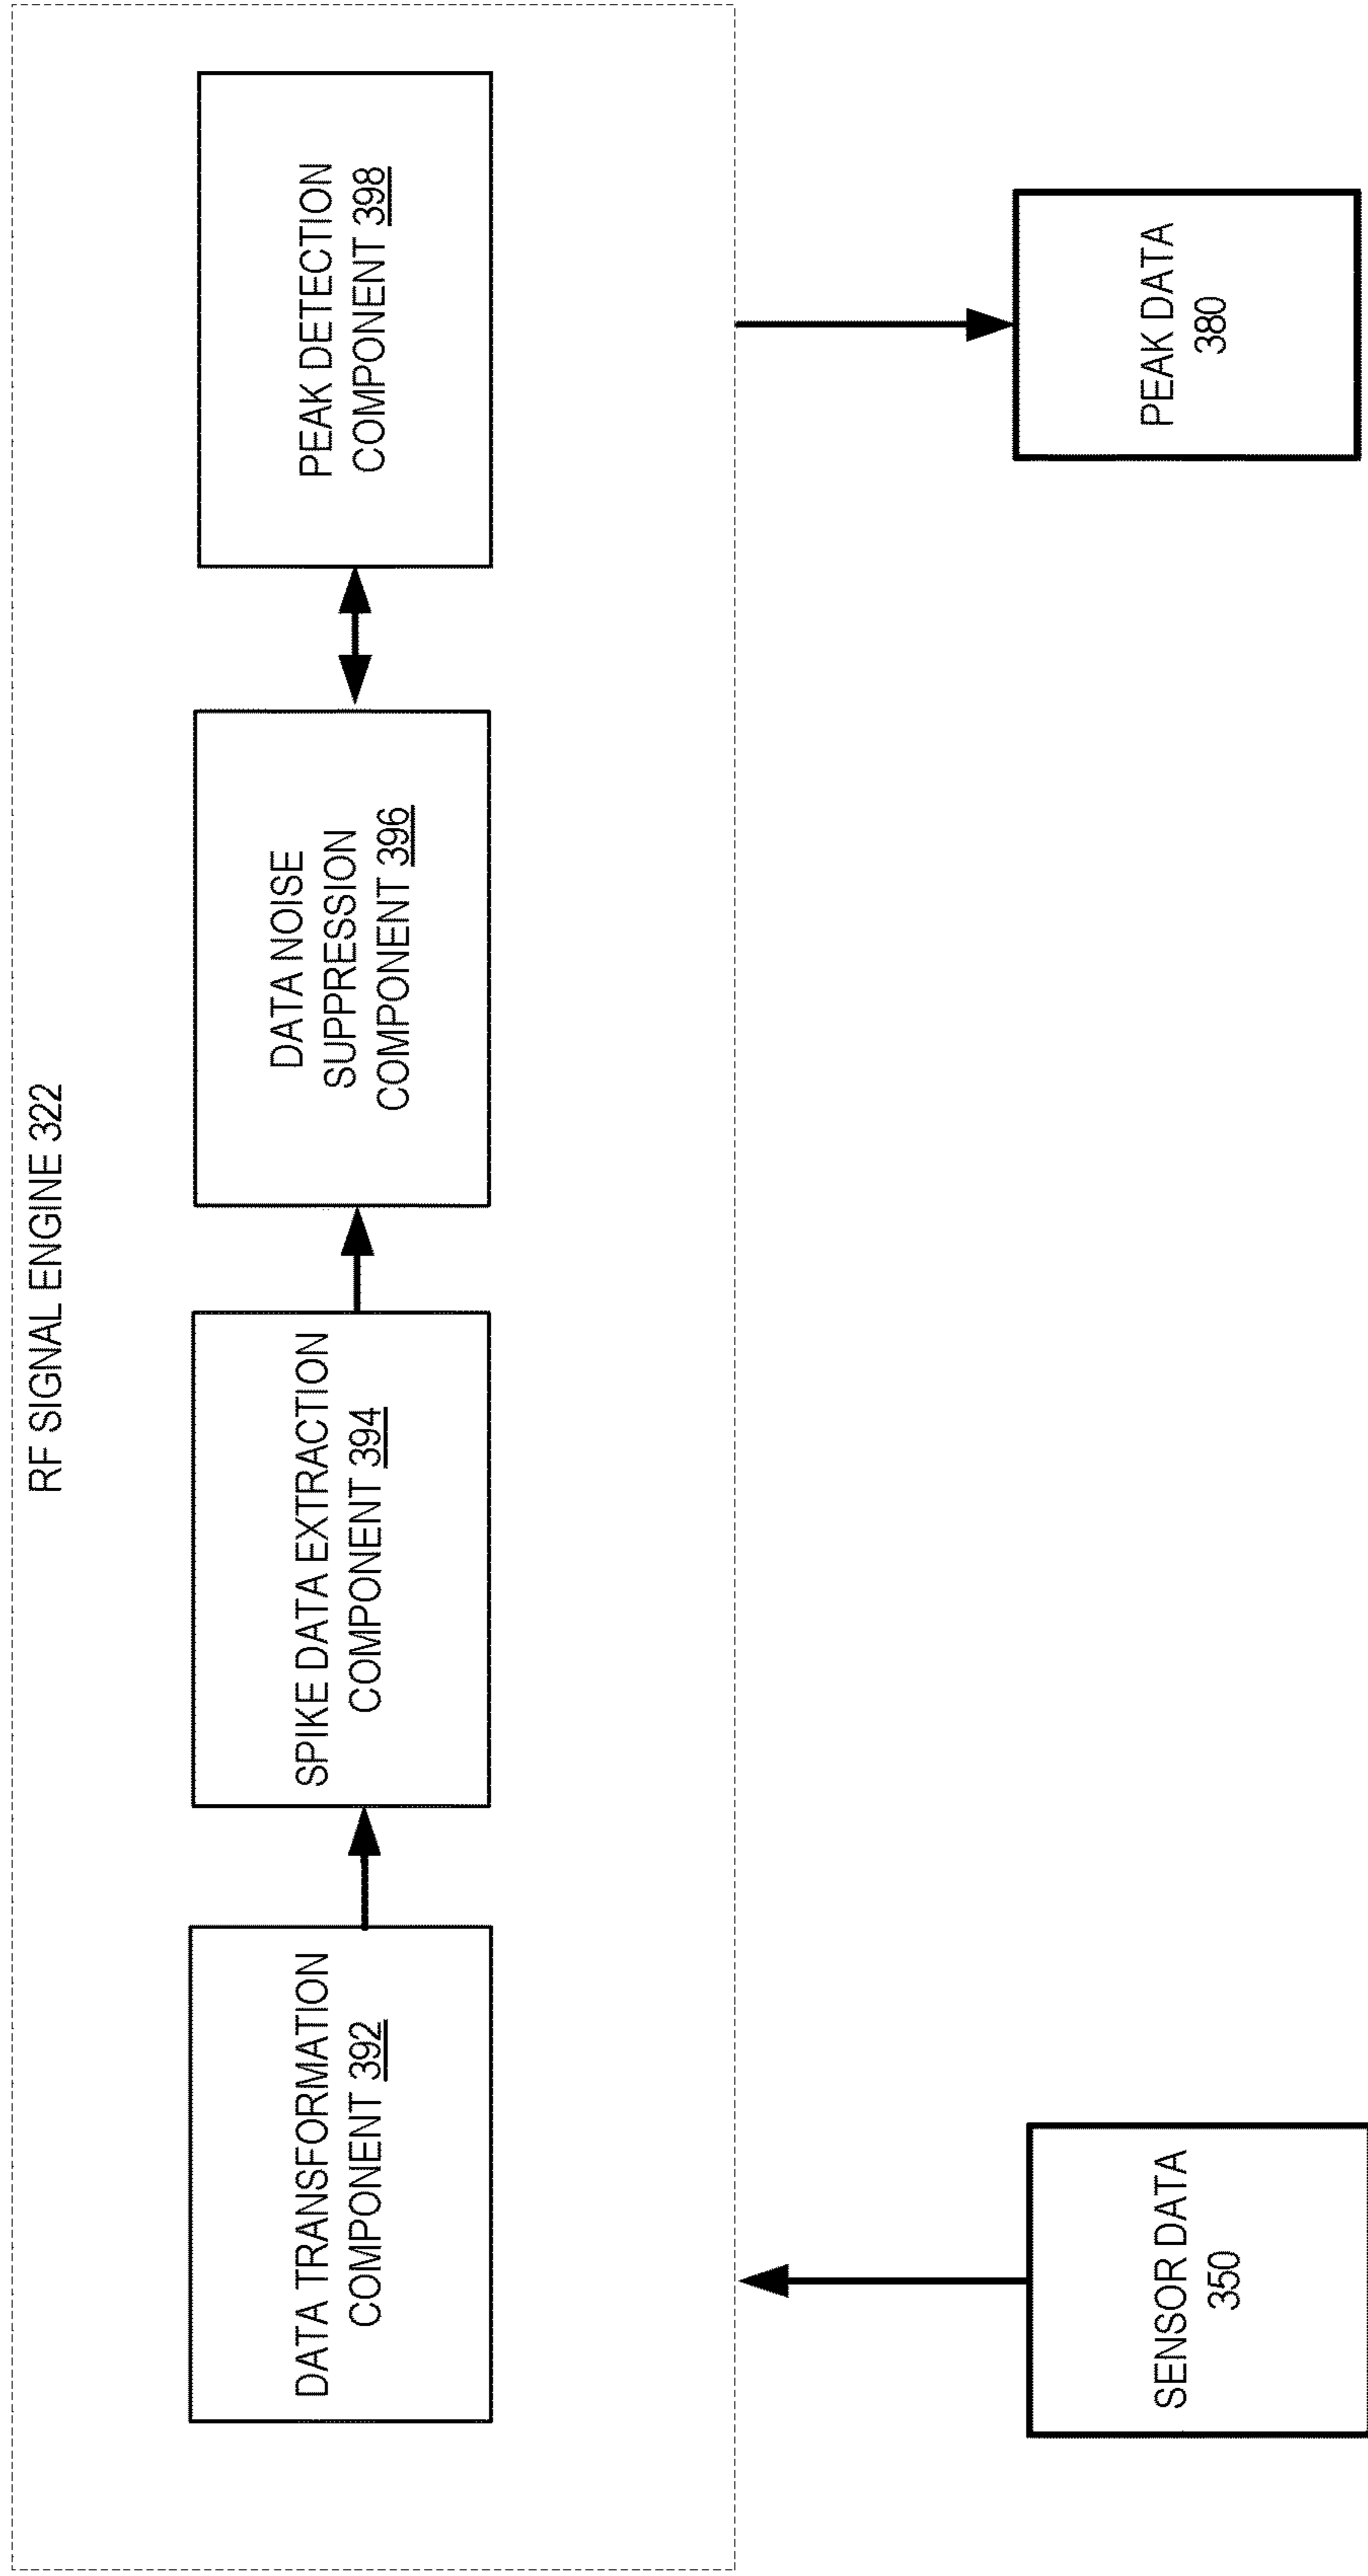 RF SIGNAL ENGINE 322
DATA TRANSFORMATION
COMPONENT 392
SPIKE DATA EXTRACTION
COMPONENT 394
DATA NOISE
SUPPRESSION
COMPONENT 396
PEAK DETECTION
COMPONENT 398
SENSOR DATA
350
PEAK DATA
380